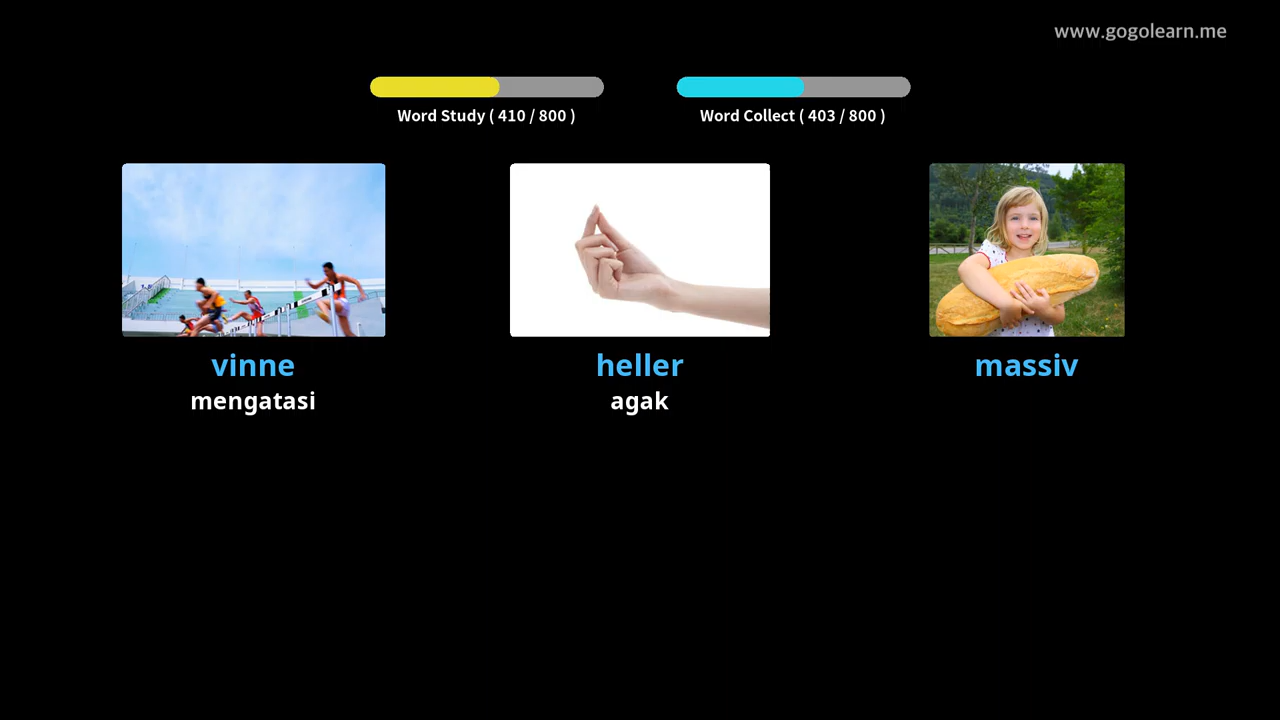 www.gogolearn.me
Word Study ( 410 / 800 )
Word Collect ( 403 / 800 )
vinne
heller
massiv
mengatasi
agak